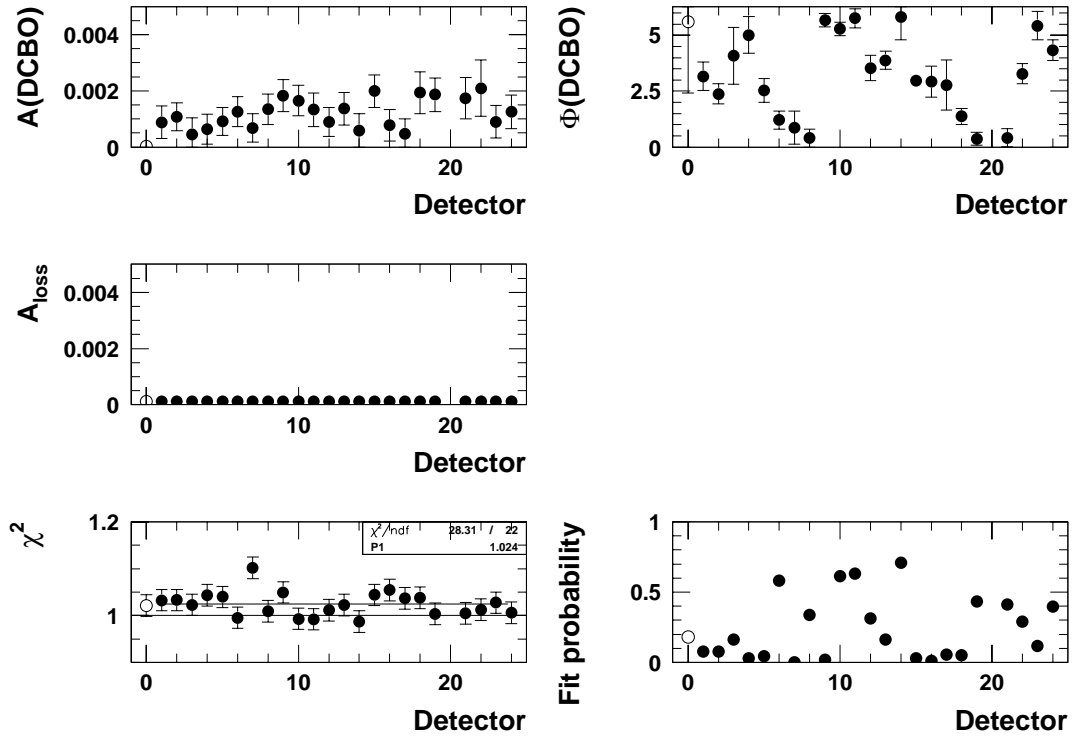 A(DCBO)
0.004
0.002
0
0 10 20
Detector
Φ(DCBO)
5
2.5
0
0 10 20
Detector
A_loss
0.004
0.002
0
0 10 20
Detector
χ²
1.2
1
χ²/ndf 28.31 / 22
P1 1.024
0 10 20
Detector
Fit probability
1
0.5
0
0 10 20
Detector